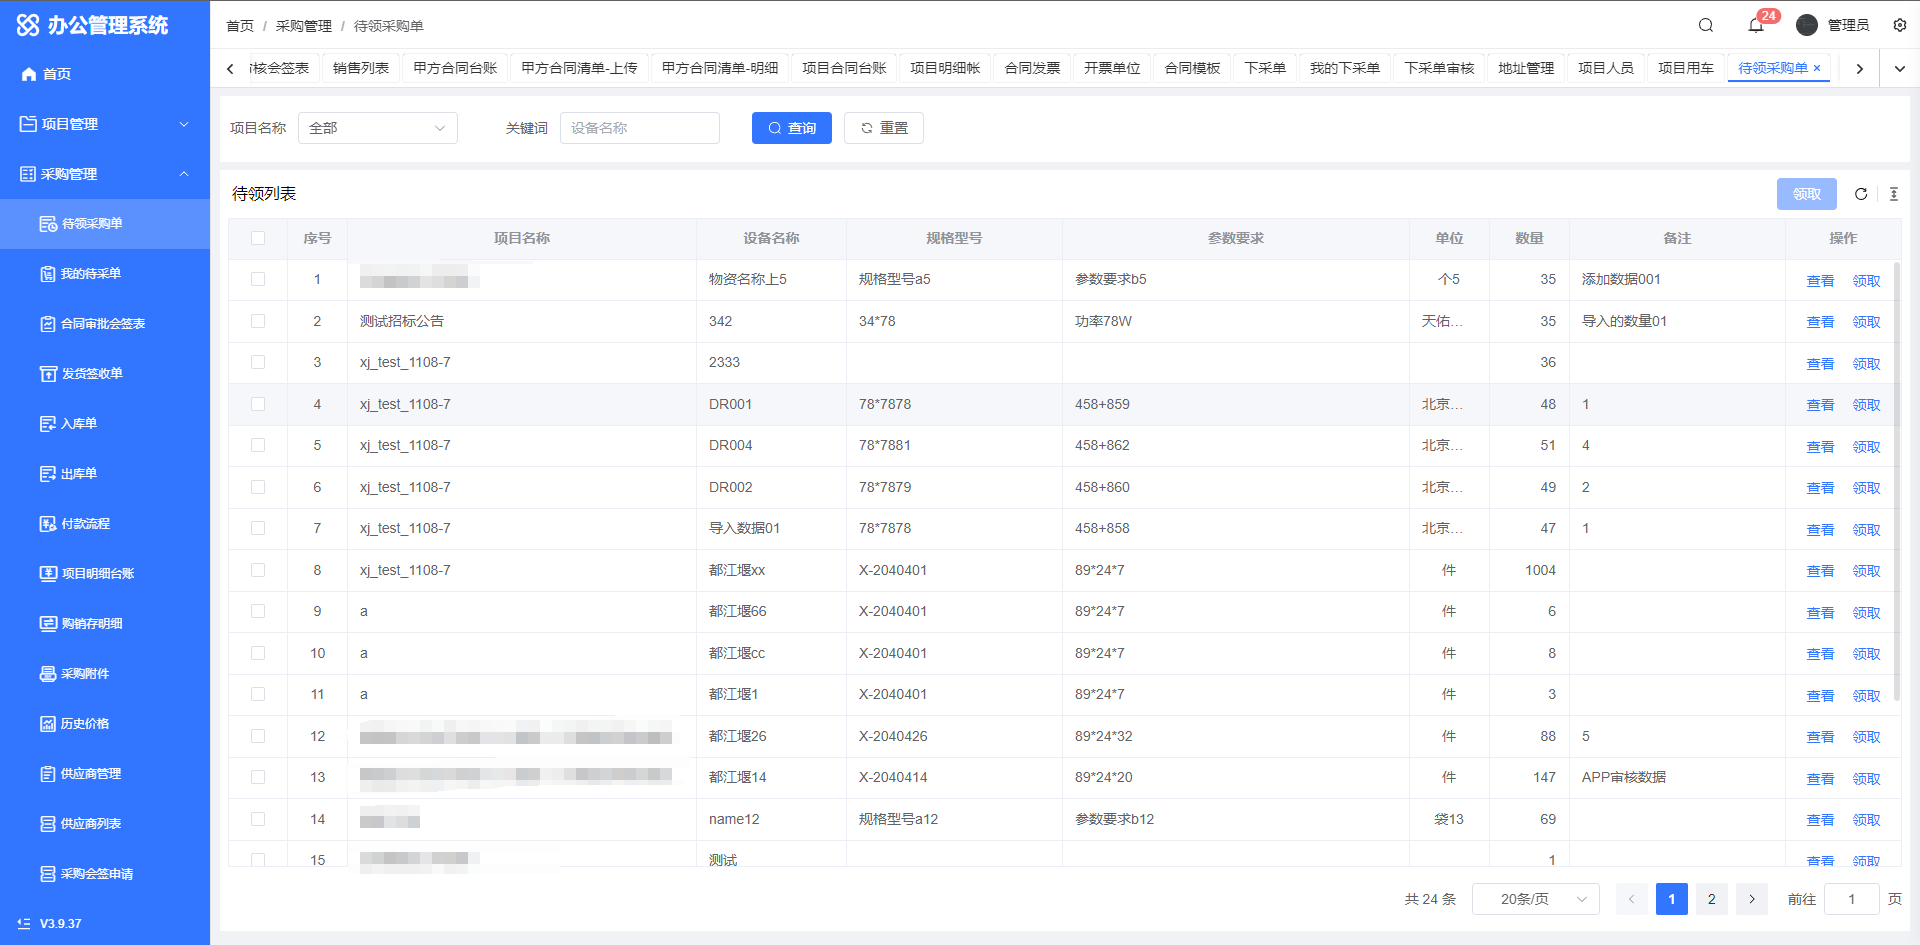 办公管理系统
首页 / 采购管理 / 待领采购单
24
管理员
核会签表 销售列表 甲方合同台账 甲方合同清单-上传 甲方合同清单-明细 项目合同台账 项目明细帐 合同发票 开票单位 合同模板 下采单 我的下采单 下采单审核 地址管理 项目人员 项目用车 待领采购单 ×
首页
项目管理
采购管理
待领采购单
我的待采单
合同审批会签表
发货签收单
入库单
出库单
付款流程
项目明细台账
购销存明细
采购附件
历史价格
供应商管理
供应商列表
采购会签申请
V3.9.37
项目名称 全部 关键词 设备名称 查询 重置
待领列表 领取
序号 项目名称 设备名称 规格型号 参数要求 单位 数量 备注 操作
1 物资名称上5 规格型号a5 参数要求b5 个5 35 添加数据001 查看 领取
2 测试招标公告 342 34*78 功率78W 天佑... 35 导入的数量01 查看 领取
3 xj_test_1108-7 2333 36 查看 领取
4 xj_test_1108-7 DR001 78*7878 458+859 北京... 48 1 查看 领取
5 xj_test_1108-7 DR004 78*7881 458+862 北京... 51 4 查看 领取
6 xj_test_1108-7 DR002 78*7879 458+860 北京... 49 2 查看 领取
7 xj_test_1108-7 导入数据01 78*7878 458+858 北京... 47 1 查看 领取
8 xj_test_1108-7 都江堰xx X-2040401 89*24*7 件 1004 查看 领取
9 a 都江堰66 X-2040401 89*24*7 件 6 查看 领取
10 a 都江堰cc X-2040401 89*24*7 件 8 查看 领取
11 a 都江堰1 X-2040401 89*24*7 件 3 查看 领取
12 都江堰26 X-2040426 89*24*32 件 88 5 查看 领取
13 都江堰14 X-2040414 89*24*20 件 147 APP审核数据 查看 领取
14 name12 规格型号a12 参数要求b12 袋13 69 查看 领取
15 测试 1 查看 领取
共 24 条 20条/页 1 2 前往 1 页